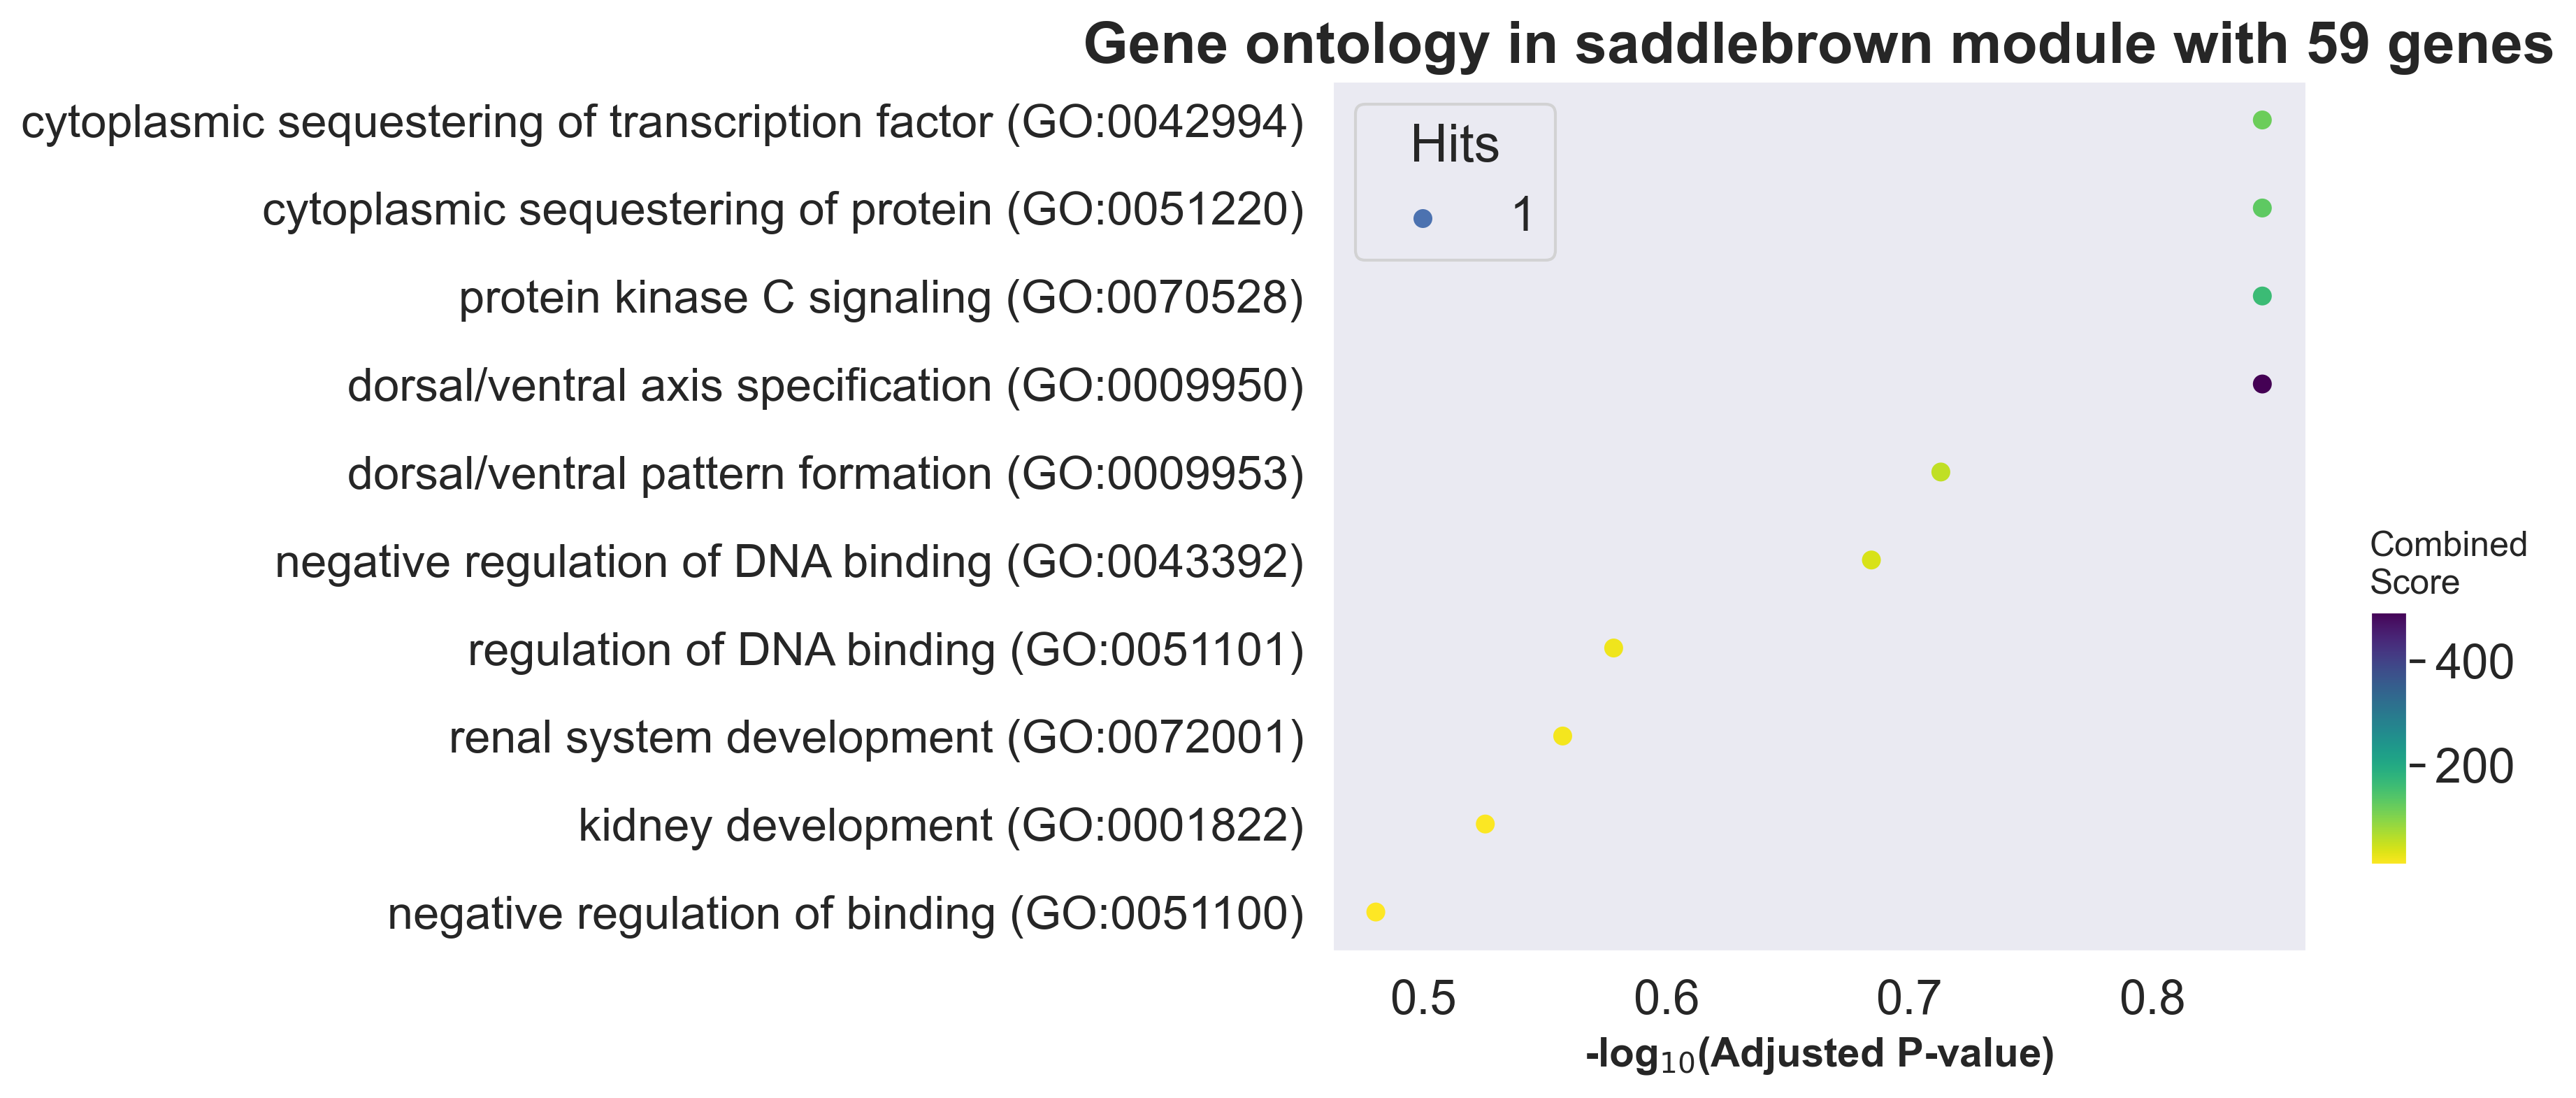 Gene ontology in saddlebrown module with 59 genes
cytoplasmic sequestering of transcription factor (GO:0042994)
cytoplasmic sequestering of protein (GO:0051220)
protein kinase C signaling (GO:0070528)
dorsal/ventral axis specification (GO:0009950)
dorsal/ventral pattern formation (GO:0009953)
negative regulation of DNA binding (GO:0043392)
regulation of DNA binding (GO:0051101)
renal system development (GO:0072001)
kidney development (GO:0001822)
negative regulation of binding (GO:0051100)
Hits
1
0.5 0.6 0.7 0.8
-log₁₀(Adjusted P-value)
Combined
Score
400
200